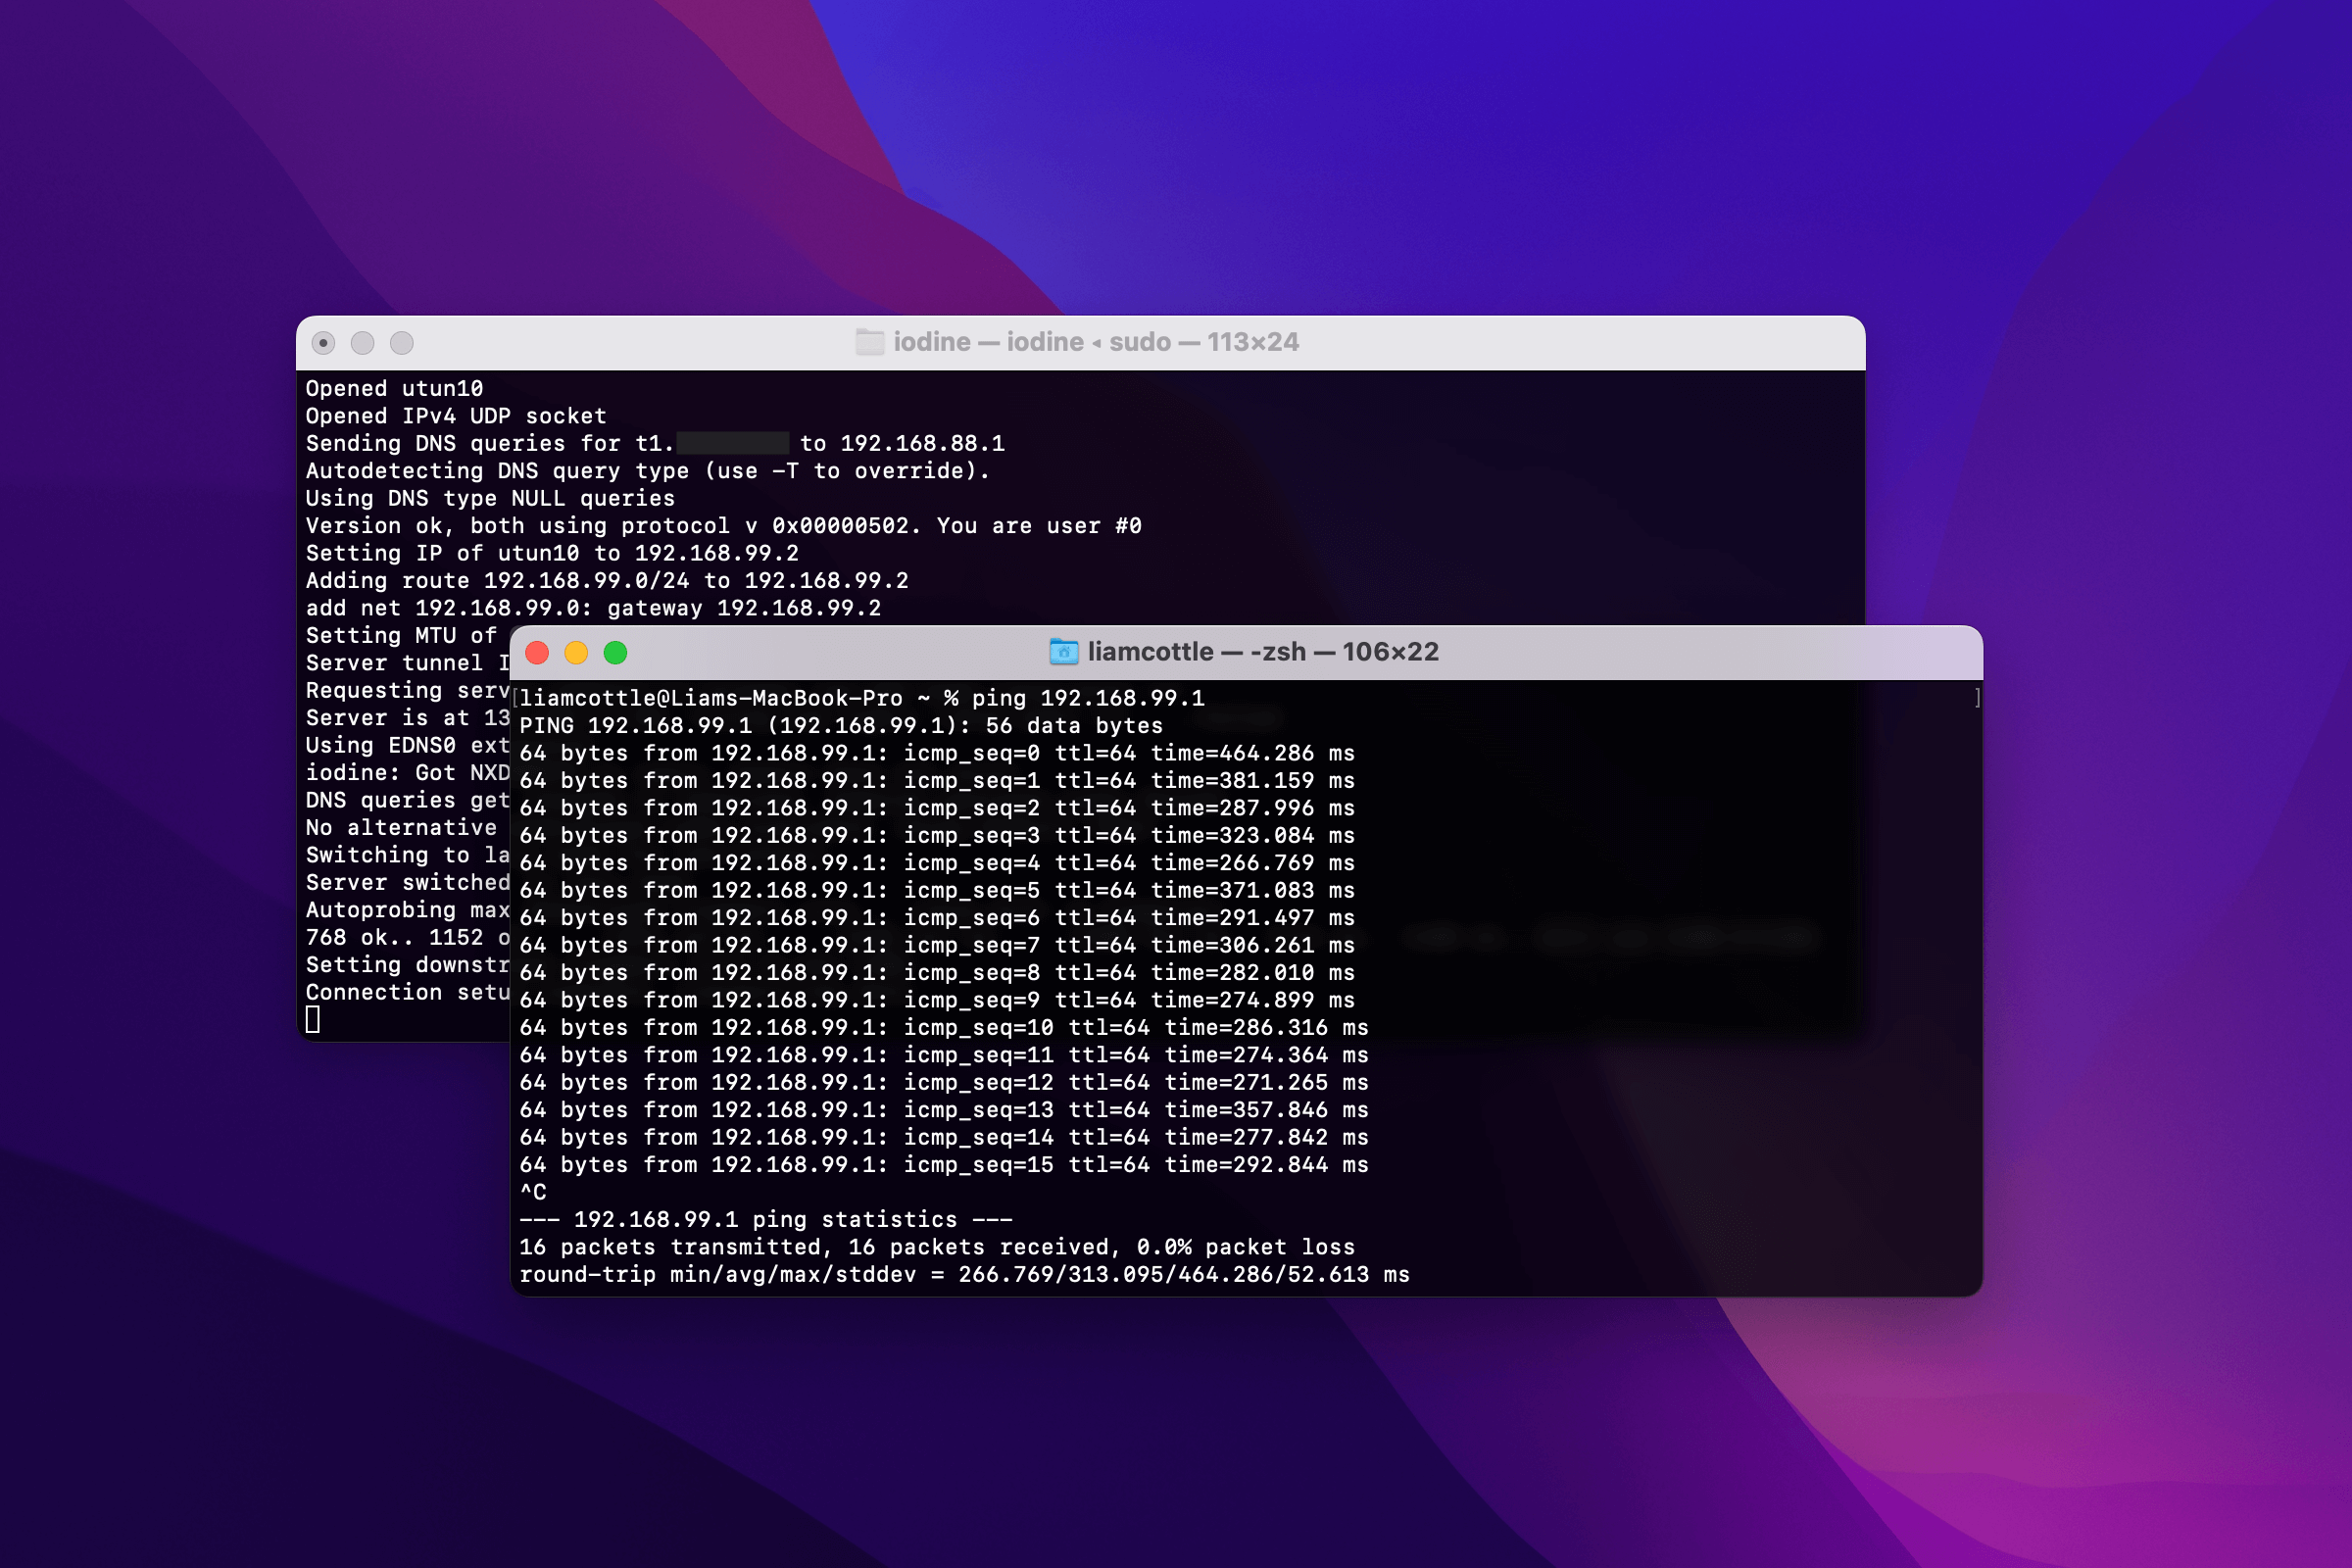 iodine — iodine ◂ sudo — 113×24
Opened utun10
Opened IPv4 UDP socket
Sending DNS queries for t1. to 192.168.88.1
Autodetecting DNS query type (use -T to override).
Using DNS type NULL queries
Version ok, both using protocol v 0x00000502. You are user #0
Setting IP of utun10 to 192.168.99.2
Adding route 192.168.99.0/24 to 192.168.99.2
add net 192.168.99.0: gateway 192.168.99.2
Setting MTU of
Server tunnel
Requesting
Server is at
Using EDNS0
iodine: Got
DNS queries get
No alternative
Switching to
Server switched
Autoprobing max
768 ok.. 1152
Setting
Connection
liamcottle — -zsh — 106×22
[liamcottle@Liams-MacBook-Pro ~ % ping 192.168.99.1 ]
PING 192.168.99.1 (192.168.99.1): 56 data bytes
64 bytes from 192.168.99.1: icmp_seq=0 ttl=64 time=464.286 ms
64 bytes from 192.168.99.1: icmp_seq=1 ttl=64 time=381.159 ms
64 bytes from 192.168.99.1: icmp_seq=2 ttl=64 time=287.996 ms
64 bytes from 192.168.99.1: icmp_seq=3 ttl=64 time=323.084 ms
64 bytes from 192.168.99.1: icmp_seq=4 ttl=64 time=266.769 ms
64 bytes from 192.168.99.1: icmp_seq=5 ttl=64 time=371.083 ms
64 bytes from 192.168.99.1: icmp_seq=6 ttl=64 time=291.497 ms
64 bytes from 192.168.99.1: icmp_seq=7 ttl=64 time=306.261 ms
64 bytes from 192.168.99.1: icmp_seq=8 ttl=64 time=282.010 ms
64 bytes from 192.168.99.1: icmp_seq=9 ttl=64 time=274.899 ms
64 bytes from 192.168.99.1: icmp_seq=10 ttl=64 time=286.316 ms
64 bytes from 192.168.99.1: icmp_seq=11 ttl=64 time=274.364 ms
64 bytes from 192.168.99.1: icmp_seq=12 ttl=64 time=271.265 ms
64 bytes from 192.168.99.1: icmp_seq=13 ttl=64 time=357.846 ms
64 bytes from 192.168.99.1: icmp_seq=14 ttl=64 time=277.842 ms
64 bytes from 192.168.99.1: icmp_seq=15 ttl=64 time=292.844 ms
^C
--- 192.168.99.1 ping statistics ---
16 packets transmitted, 16 packets received, 0.0% packet loss
round-trip min/avg/max/stddev = 266.769/313.095/464.286/52.613 ms